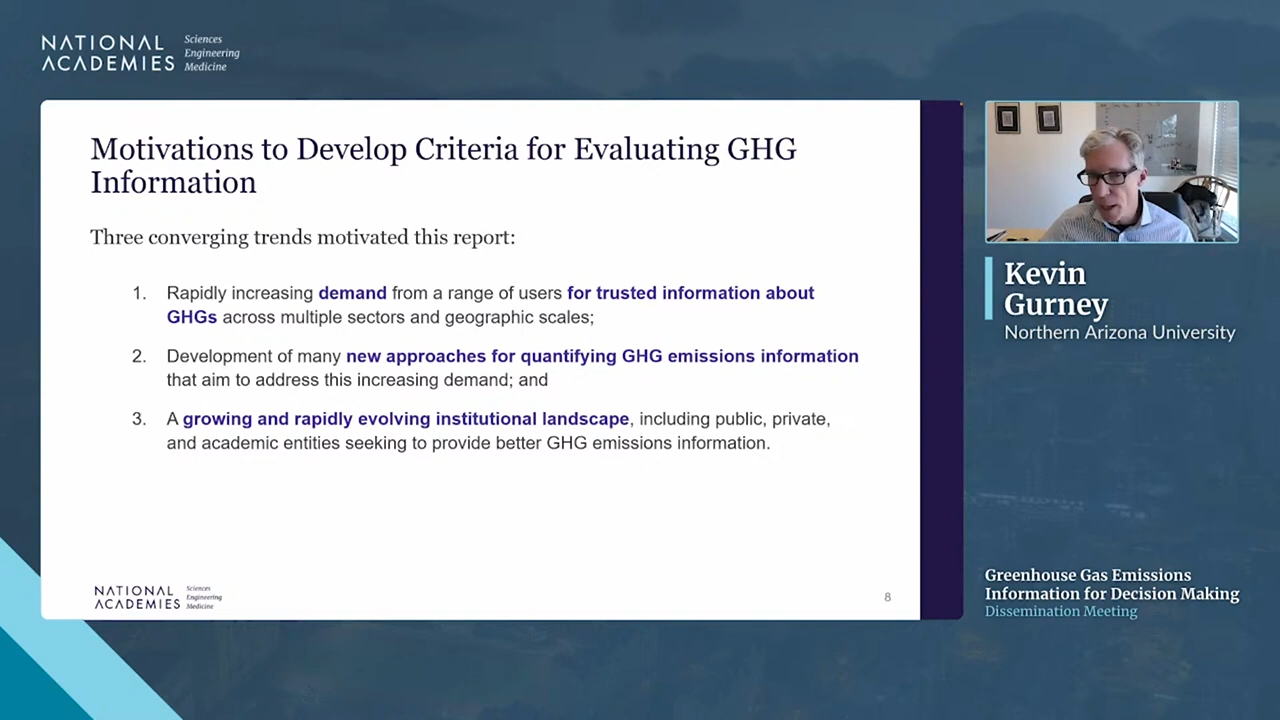 NATIONAL ACADEMIES
Sciences
Engineering
Medicine
Motivations to Develop Criteria for Evaluating GHG
Information
Three converging trends motivated this report:
1. Rapidly increasing demand from a range of users for trusted information about
GHGs across multiple sectors and geographic scales;
2. Development of many new approaches for quantifying GHG emissions information
that aim to address this increasing demand; and
3. A growing and rapidly evolving institutional landscape, including public, private,
and academic entities seeking to provide better GHG emissions information.
NATIONAL ACADEMIES
Sciences
Engineering
Medicine
8
Kevin
Gurney
Northern Arizona University
Greenhouse Gas Emissions
Information for Decision Making
Dissemination Meeting